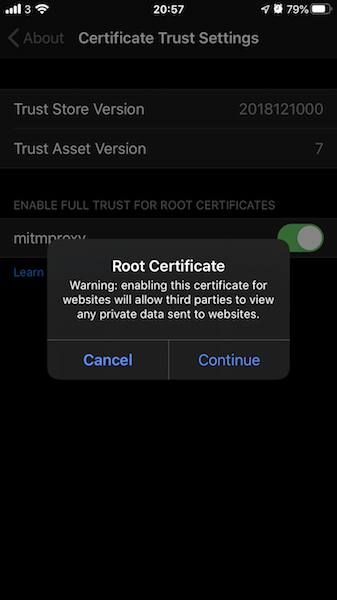 3 20:57 79%
About Certificate Trust Settings
Trust Store Version 2018121000
Trust Asset Version 7
ENABLE FULL TRUST FOR ROOT CERTIFICATES
mitmproxy
Learn
Root Certificate
Warning: enabling this certificate for
websites will allow third parties to view
any private data sent to websites.
Cancel Continue